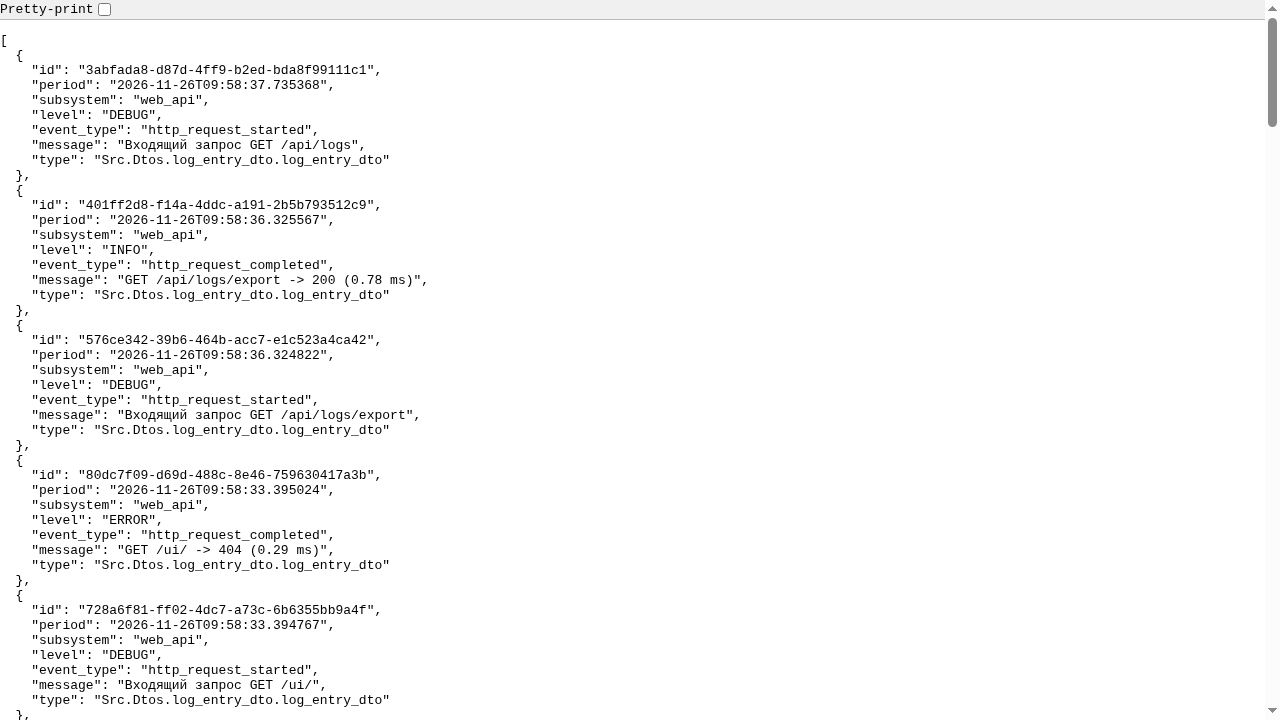 Pretty-print
[
  {
    "id": "3abfada8-d87d-4ff9-b2ed-bda8f99111c1",
    "period": "2026-11-26T09:58:37.735368",
    "subsystem": "web_api",
    "level": "DEBUG",
    "event_type": "http_request_started",
    "message": "Входящий запрос GET /api/logs",
    "type": "Src.Dtos.log_entry_dto.log_entry_dto"
  },
  {
    "id": "401ff2d8-f14a-4ddc-a191-2b5b793512c9",
    "period": "2026-11-26T09:58:36.325567",
    "subsystem": "web_api",
    "level": "INFO",
    "event_type": "http_request_completed",
    "message": "GET /api/logs/export -> 200 (0.78 ms)",
    "type": "Src.Dtos.log_entry_dto.log_entry_dto"
  },
  {
    "id": "576ce342-39b6-464b-acc7-e1c523a4ca42",
    "period": "2026-11-26T09:58:36.324822",
    "subsystem": "web_api",
    "level": "DEBUG",
    "event_type": "http_request_started",
    "message": "Входящий запрос GET /api/logs/export",
    "type": "Src.Dtos.log_entry_dto.log_entry_dto"
  },
  {
    "id": "80dc7f09-d69d-488c-8e46-759630417a3b",
    "period": "2026-11-26T09:58:33.395024",
    "subsystem": "web_api",
    "level": "ERROR",
    "event_type": "http_request_completed",
    "message": "GET /ui/ -> 404 (0.29 ms)",
    "type": "Src.Dtos.log_entry_dto.log_entry_dto"
  },
  {
    "id": "728a6f81-ff02-4dc7-a73c-6b6355bb9a4f",
    "period": "2026-11-26T09:58:33.394767",
    "subsystem": "web_api",
    "level": "DEBUG",
    "event_type": "http_request_started",
    "message": "Входящий запрос GET /ui/",
    "type": "Src.Dtos.log_entry_dto.log_entry_dto"
  },